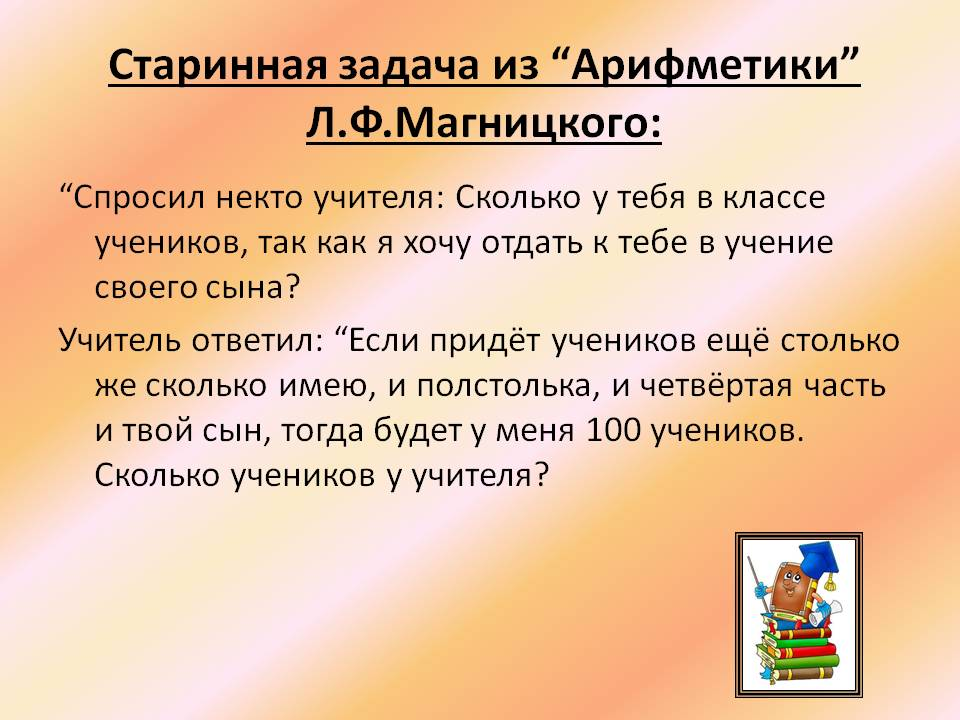 Старинная задача из “Арифметики”
Л.Ф.Магницкого:
“Спросил некто учителя: Сколько у тебя в классе
учеников, так как я хочу отдать к тебе в учение
своего сына?
Учитель ответил: “Если придёт учеников ещё столько
же сколько имею, и полстолька, и четвёртая часть
и твой сын, тогда будет у меня 100 учеников.
Сколько учеников у учителя?